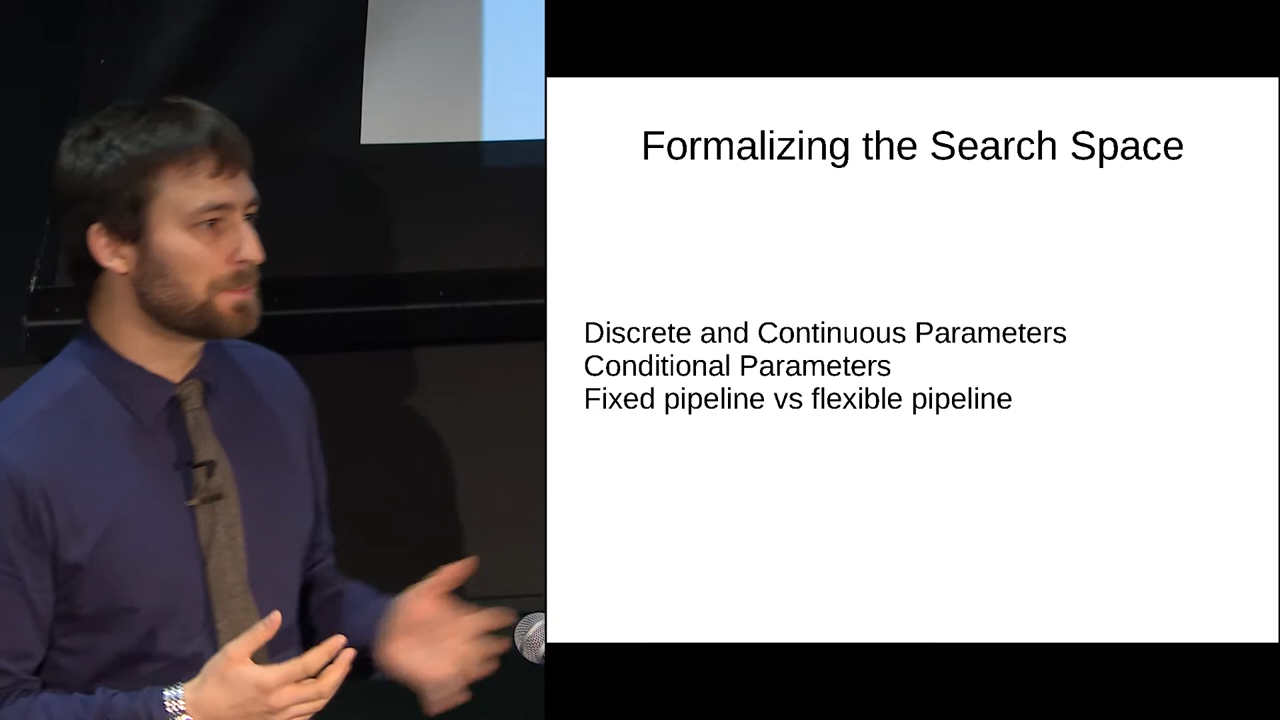 Formalizing the Search Space
Discrete and Continuous Parameters
Conditional Parameters
Fixed pipeline vs flexible pipeline